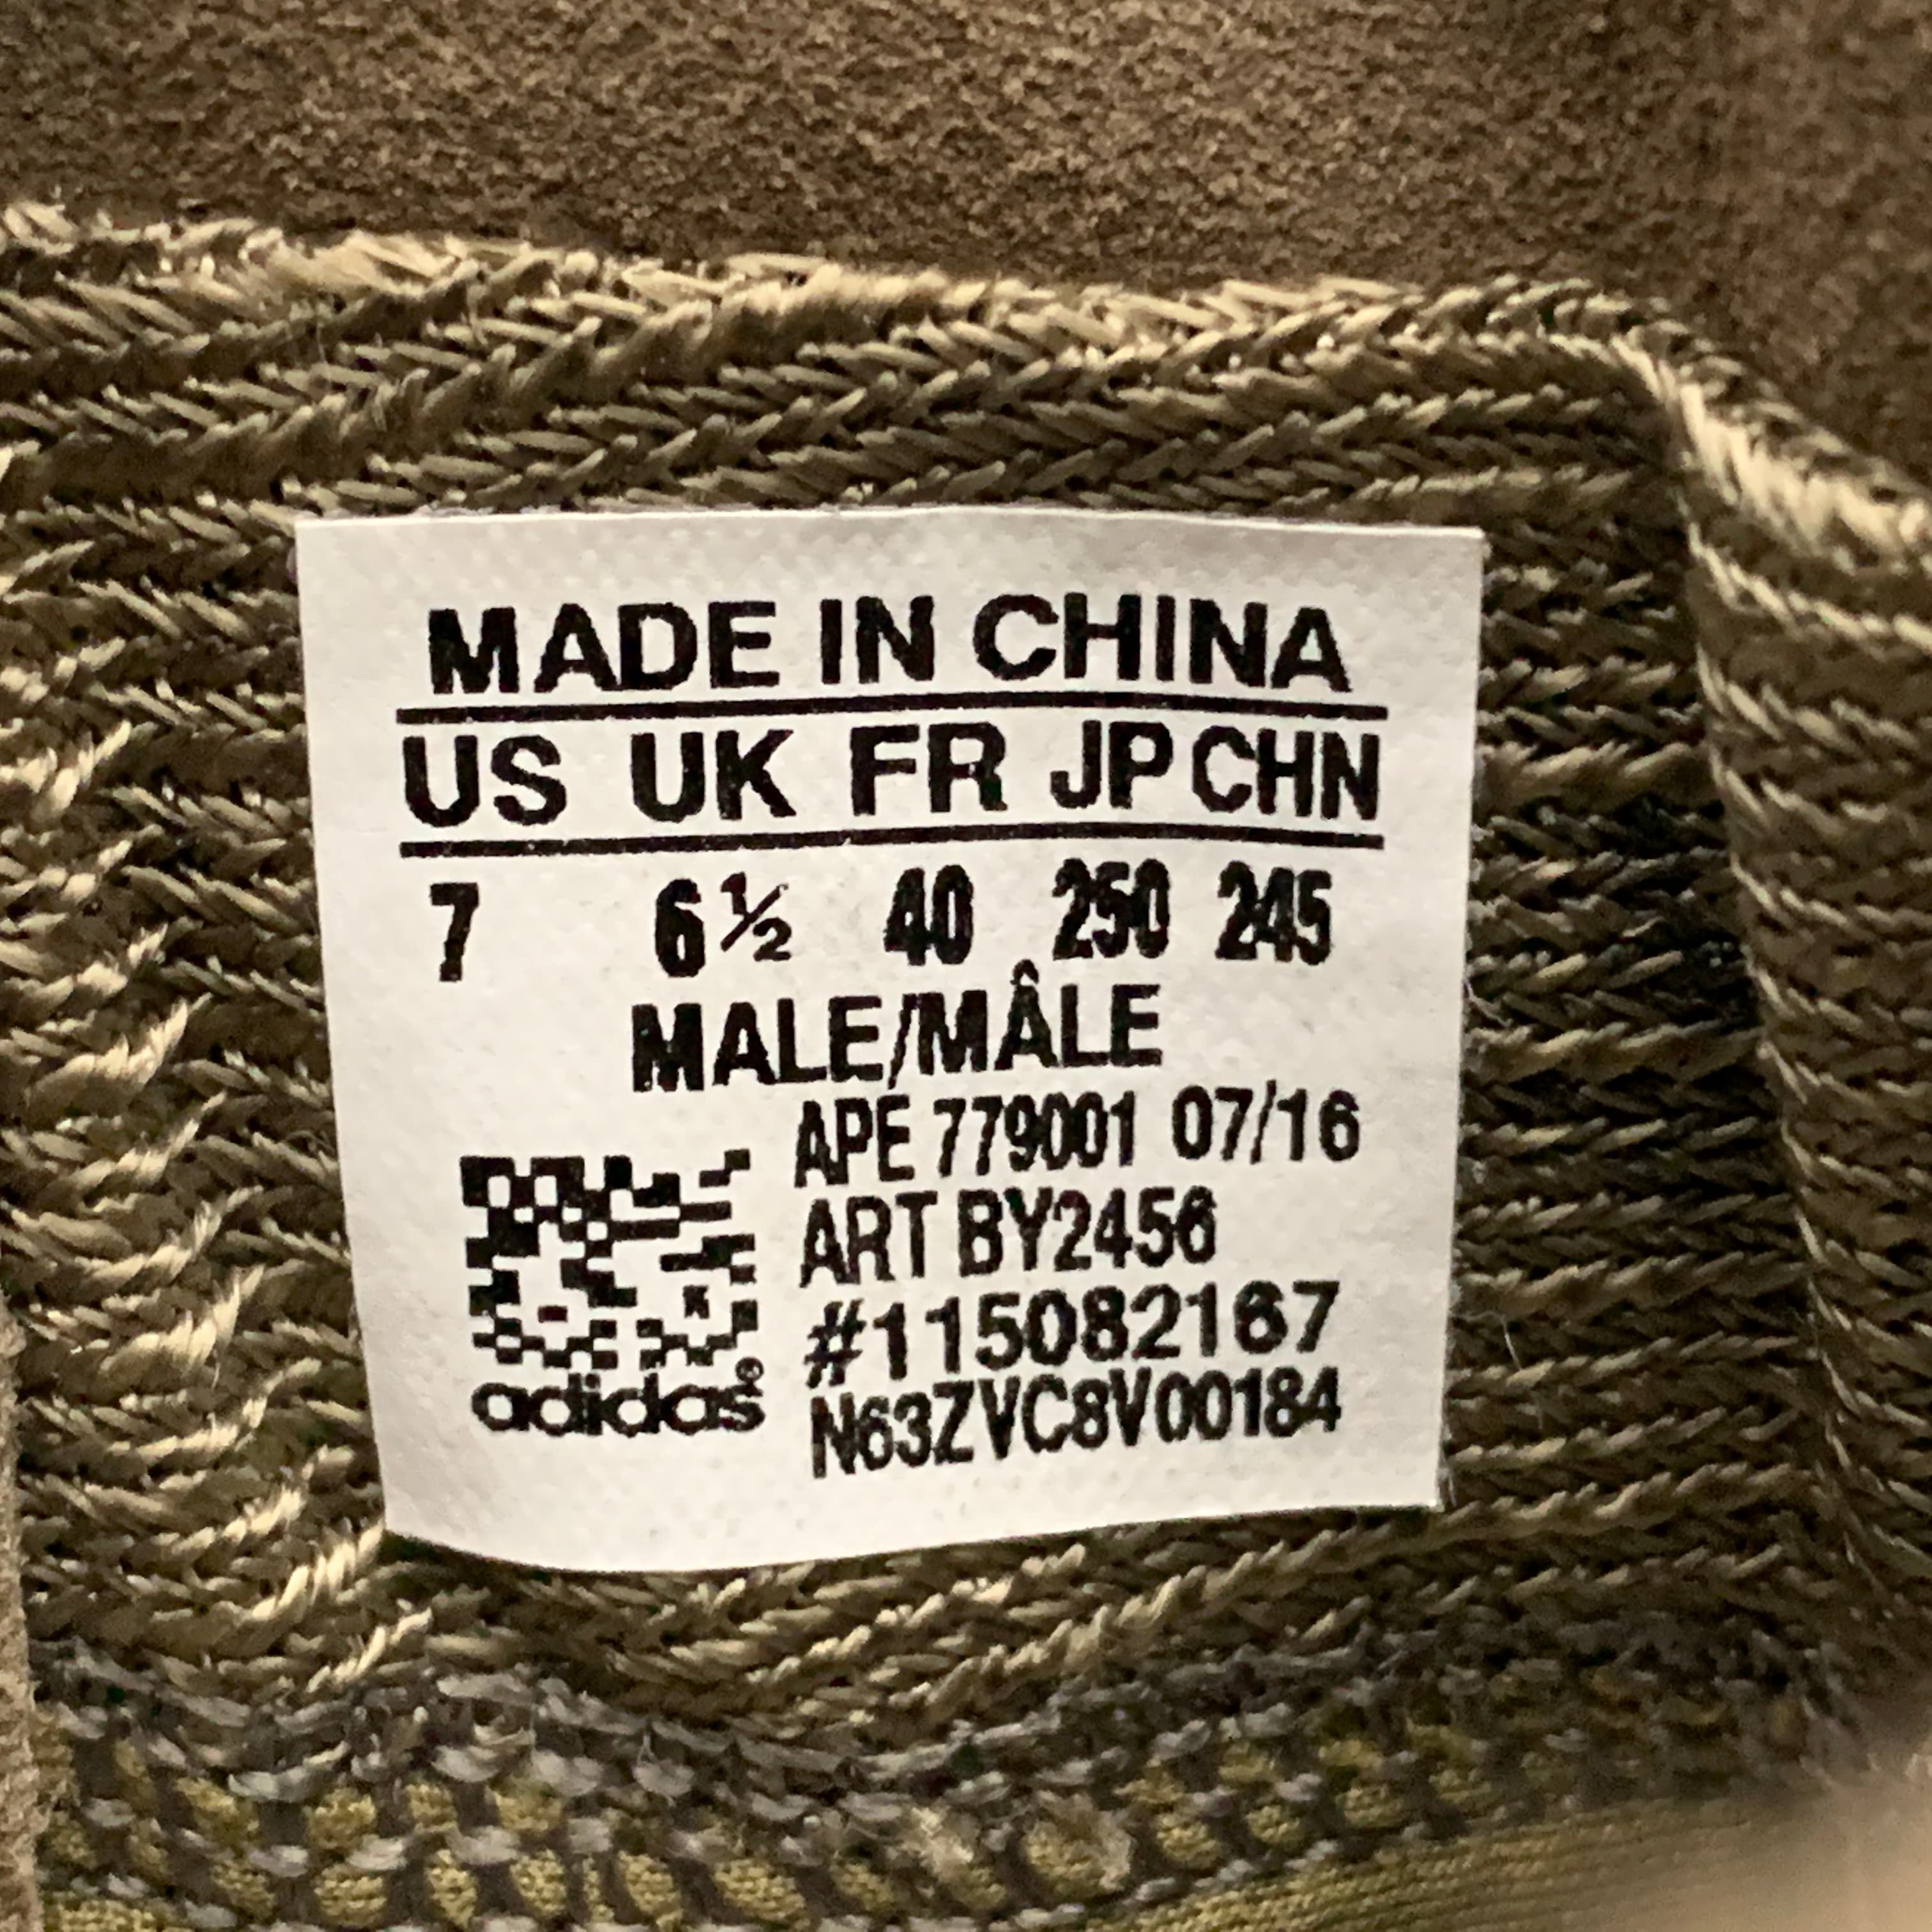 MADE IN CHINA
US UK FR JP CHN
7 6½ 40 250 245
MALE/MÂLE
APE 779001 07/16
ART BY2456
#115082167
adidas® N63ZVC8V00184